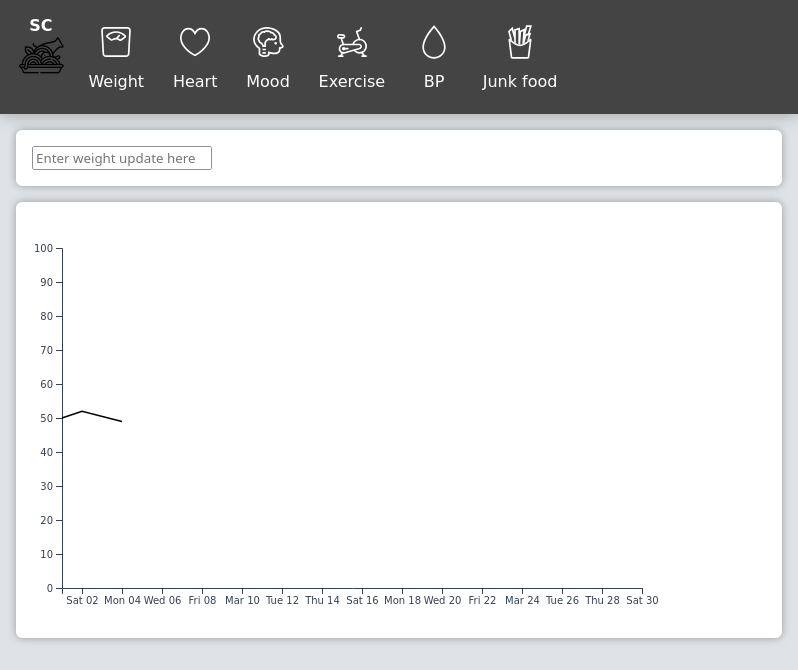 SC
Weight
Heart
Mood
Exercise
BP
Junk food
Enter weight update here
100
90
80
70
60
50
40
30
20
10
0
Sat 02 Mon 04 Wed 06 Fri 08 Mar 10 Tue 12 Thu 14 Sat 16 Mon 18 Wed 20 Fri 22 Mar 24 Tue 26 Thu 28 Sat 30